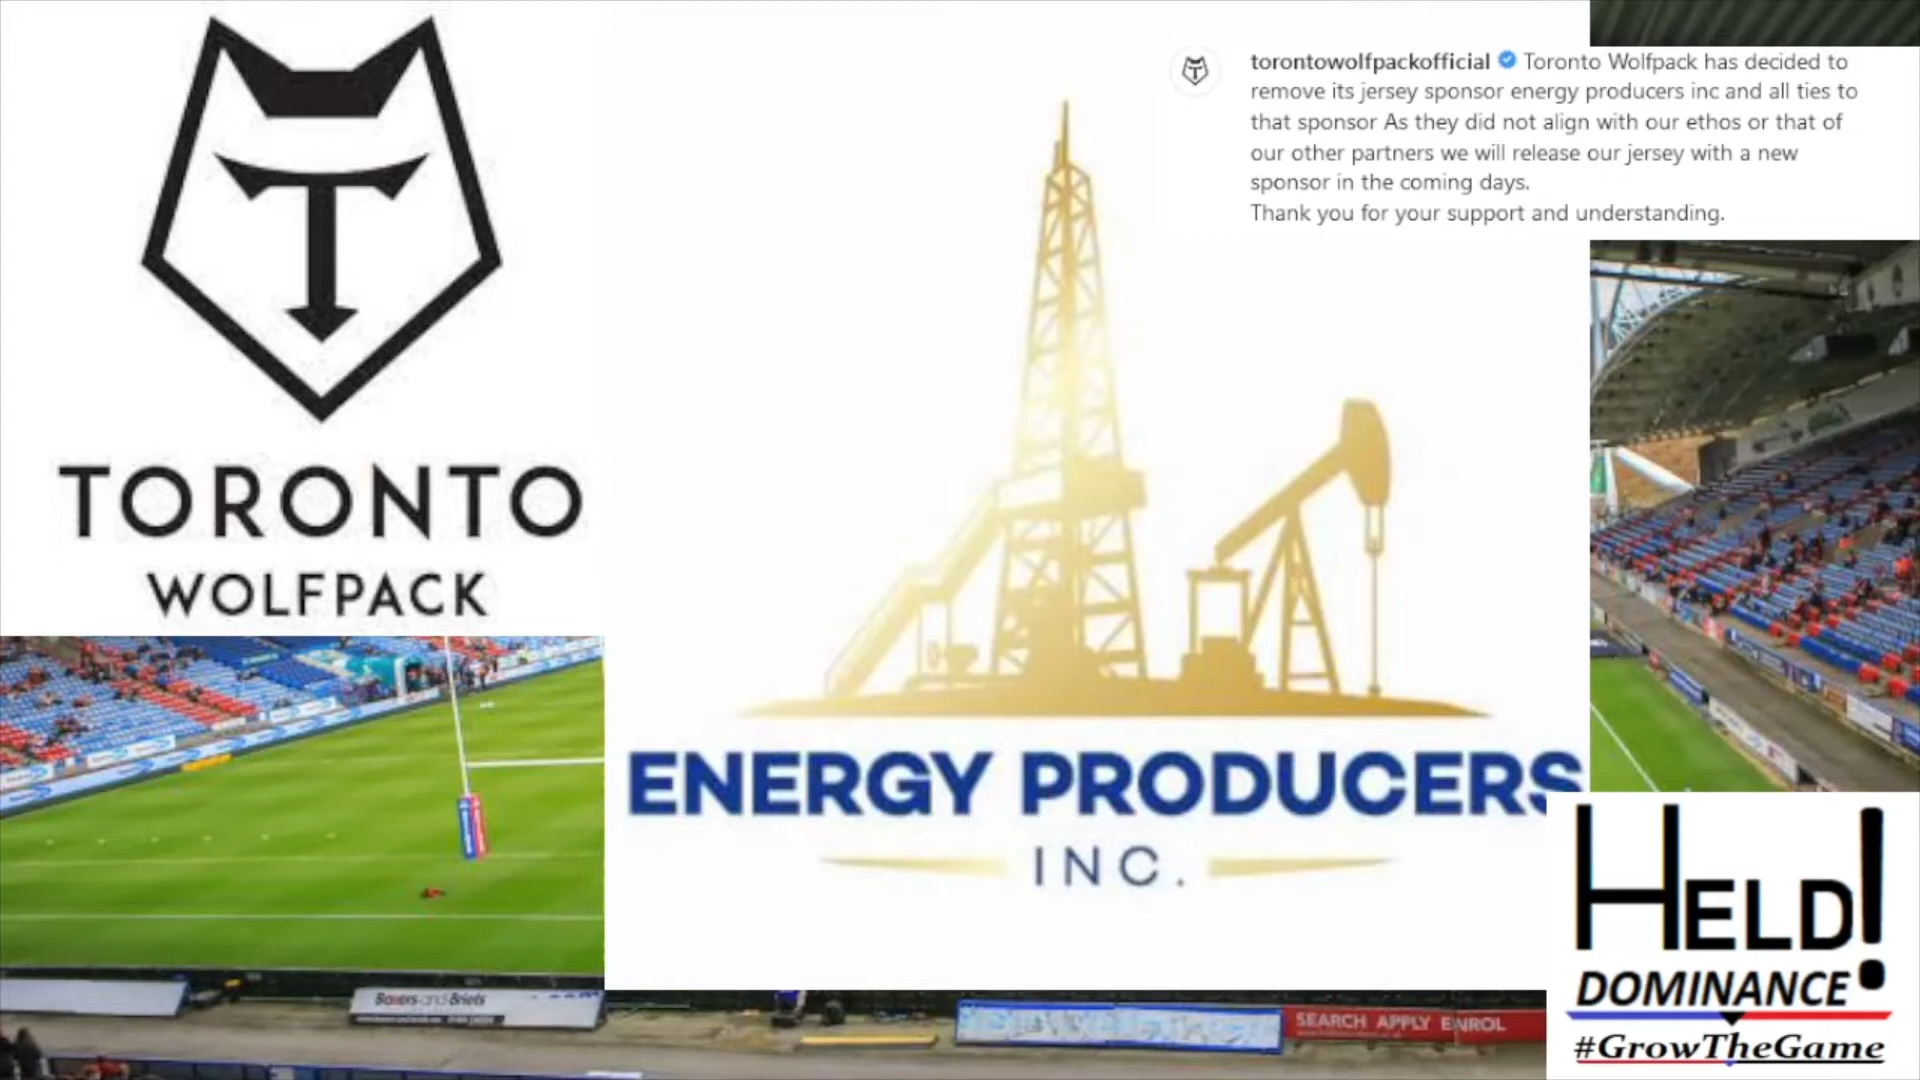 TORONTO
WOLFPACK
torontowolfpackofficial Toronto Wolfpack has decided to
remove its jersey sponsor energy producers inc and all ties to
that sponsor As they did not align with our ethos or that of
our other partners we will release our jersey with a new
sponsor in the coming days.
Thank you for your support and understanding.
ENERGY PRODUCERS
INC.
Boxers and Briefs
SEARCH APPLY ENROL
HELD!
DOMINANCE
#GrowTheGame